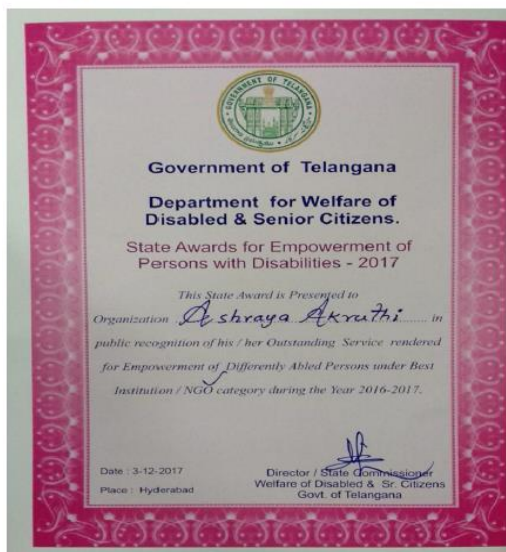 GOVERNMENT OF TELANGANA
Government of Telangana
Department for Welfare of
Disabled & Senior Citizens.
State Awards for Empowerment of
Persons with Disabilities - 2017
This State Award is Presented to
Organization Aashraya Akruthi in
public recognition of his / her Outstanding Service rendered
for Empowerment of Differently Abled Persons under Best
Institution / NGO category during the Year 2016-2017.
Date : 3-12-2017
Place : Hyderabad
Director / State Commissioner
Welfare of Disabled & Sr. Citizens
Govt. of Telangana